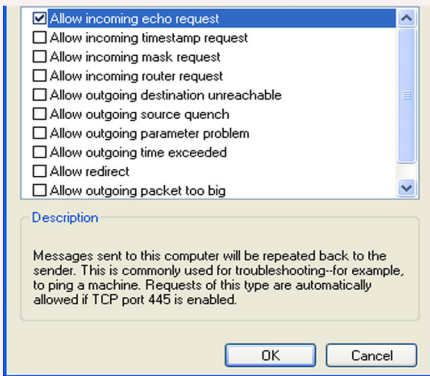 Allow incoming echo request
Allow incoming timestamp request
Allow incoming mask request
Allow incoming router request
Allow outgoing destination unreachable
Allow outgoing source quench
Allow outgoing parameter problem
Allow outgoing time exceeded
Allow redirect
Allow outgoing packet too big
Description
Messages sent to this computer will be repeated back to the
sender. This is commonly used for troubleshooting--for example,
to ping a machine. Requests of this type are automatically
allowed if TCP port 445 is enabled.
OK Cancel